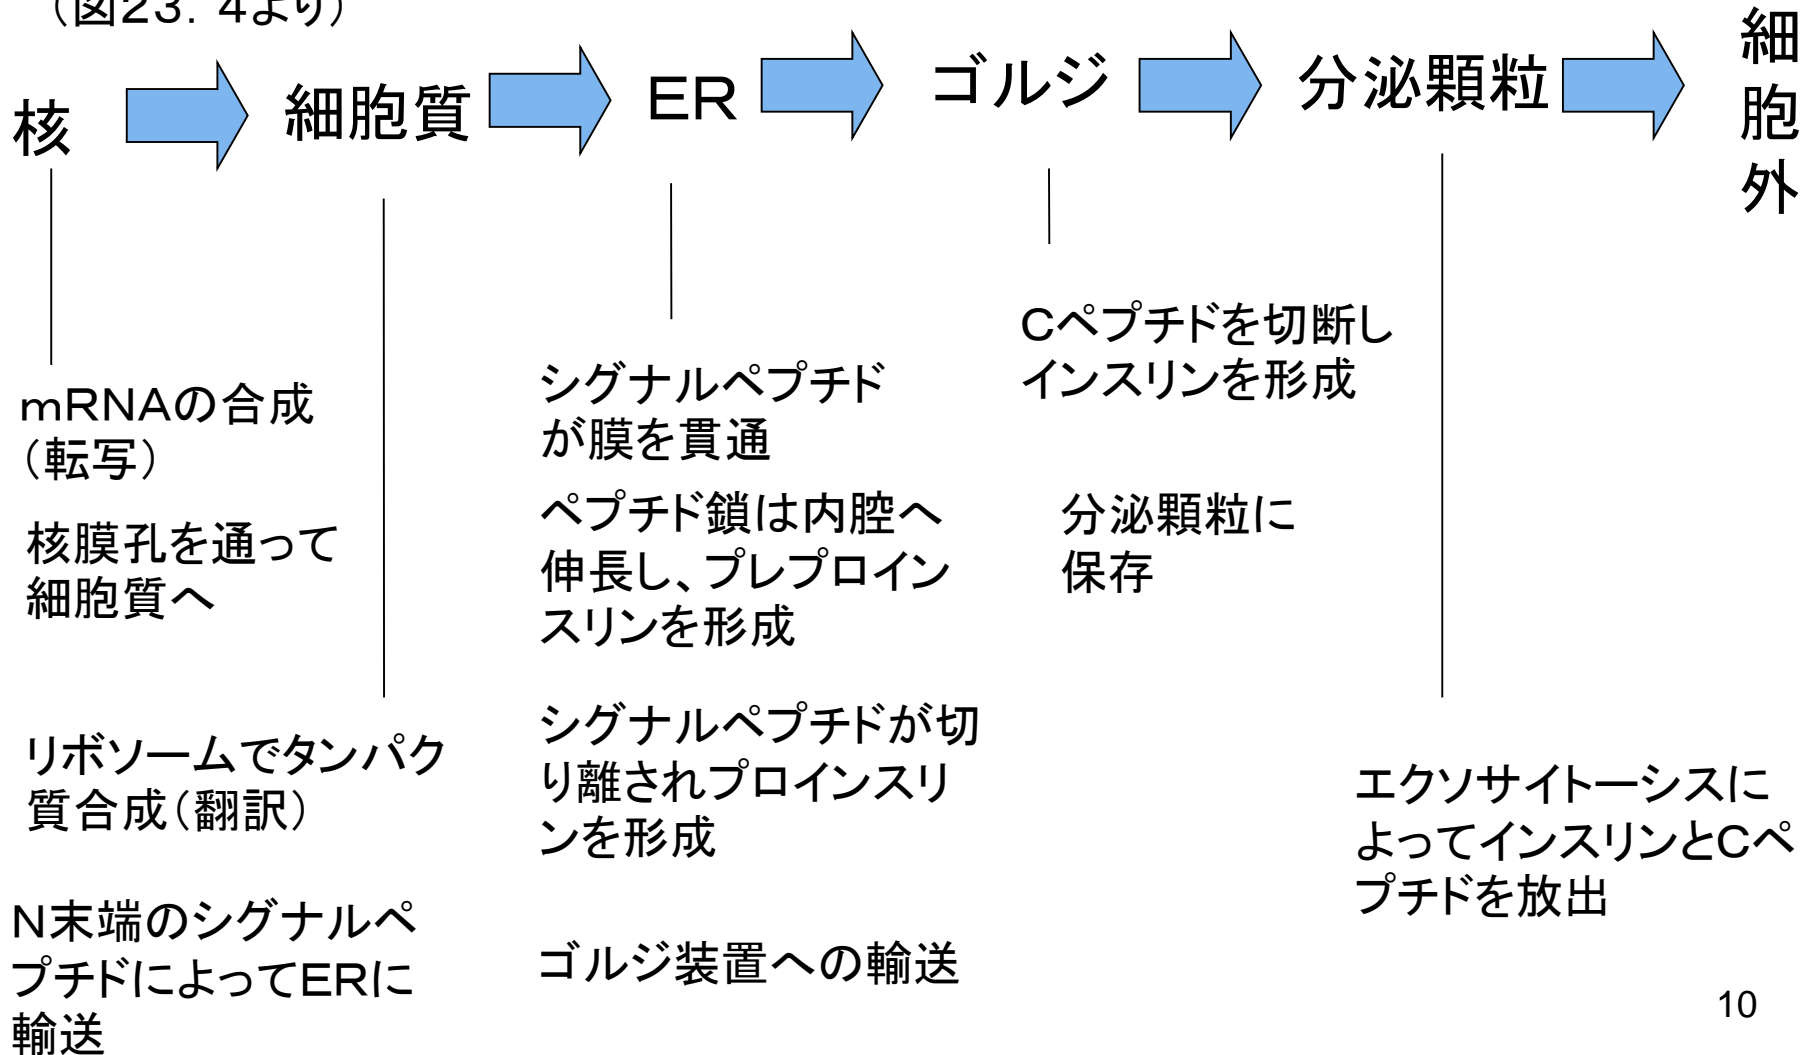 （図23．4より）
核
細胞質
ER
ゴルジ
分泌顆粒
細
胞
外
mRNAの合成
（転写）
核膜孔を通って
細胞質へ
リボソームでタンパク
質合成（翻訳）
N末端のシグナルペ
プチドによってERに
輸送
シグナルペプチド
が膜を貫通
ペプチド鎖は内腔へ
伸長し、プレプロイン
スリンを形成
シグナルペプチドが切
り離されプロインスリ
ンを形成
ゴルジ装置への輸送
Cペプチドを切断し
インスリンを形成
分泌顆粒に
保存
エクソサイトーシスに
よってインスリンとCペ
プチドを放出
10